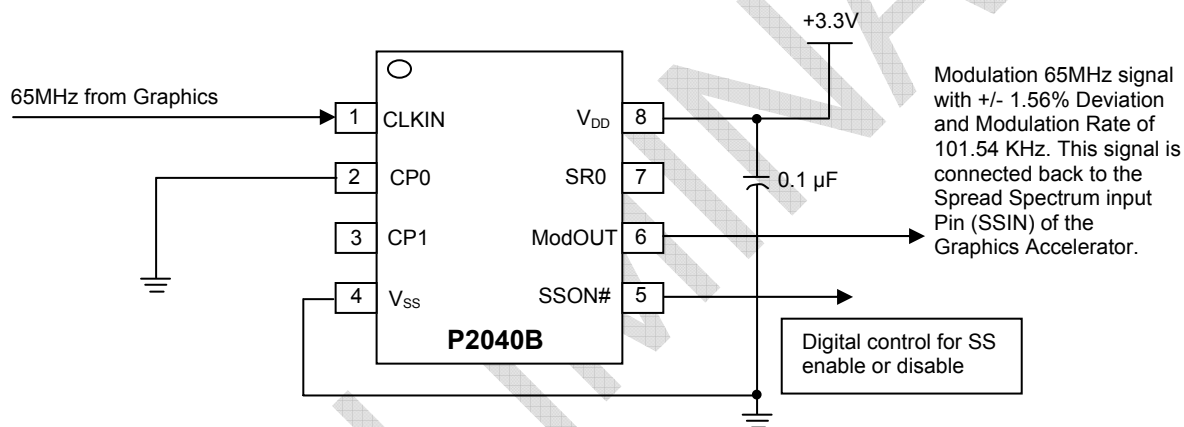 +3.3V
65MHz from Graphics
1 CLKIN
2 CP0
3 CP1
4 VSS
VDD 8
SR0 7
ModOUT 6
SSON# 5
P2040B
0.1 µF
Modulation 65MHz signal
with +/- 1.56% Deviation
and Modulation Rate of
101.54 KHz. This signal is
connected back to the
Spread Spectrum input
Pin (SSIN) of the
Graphics Accelerator.
Digital control for SS
enable or disable